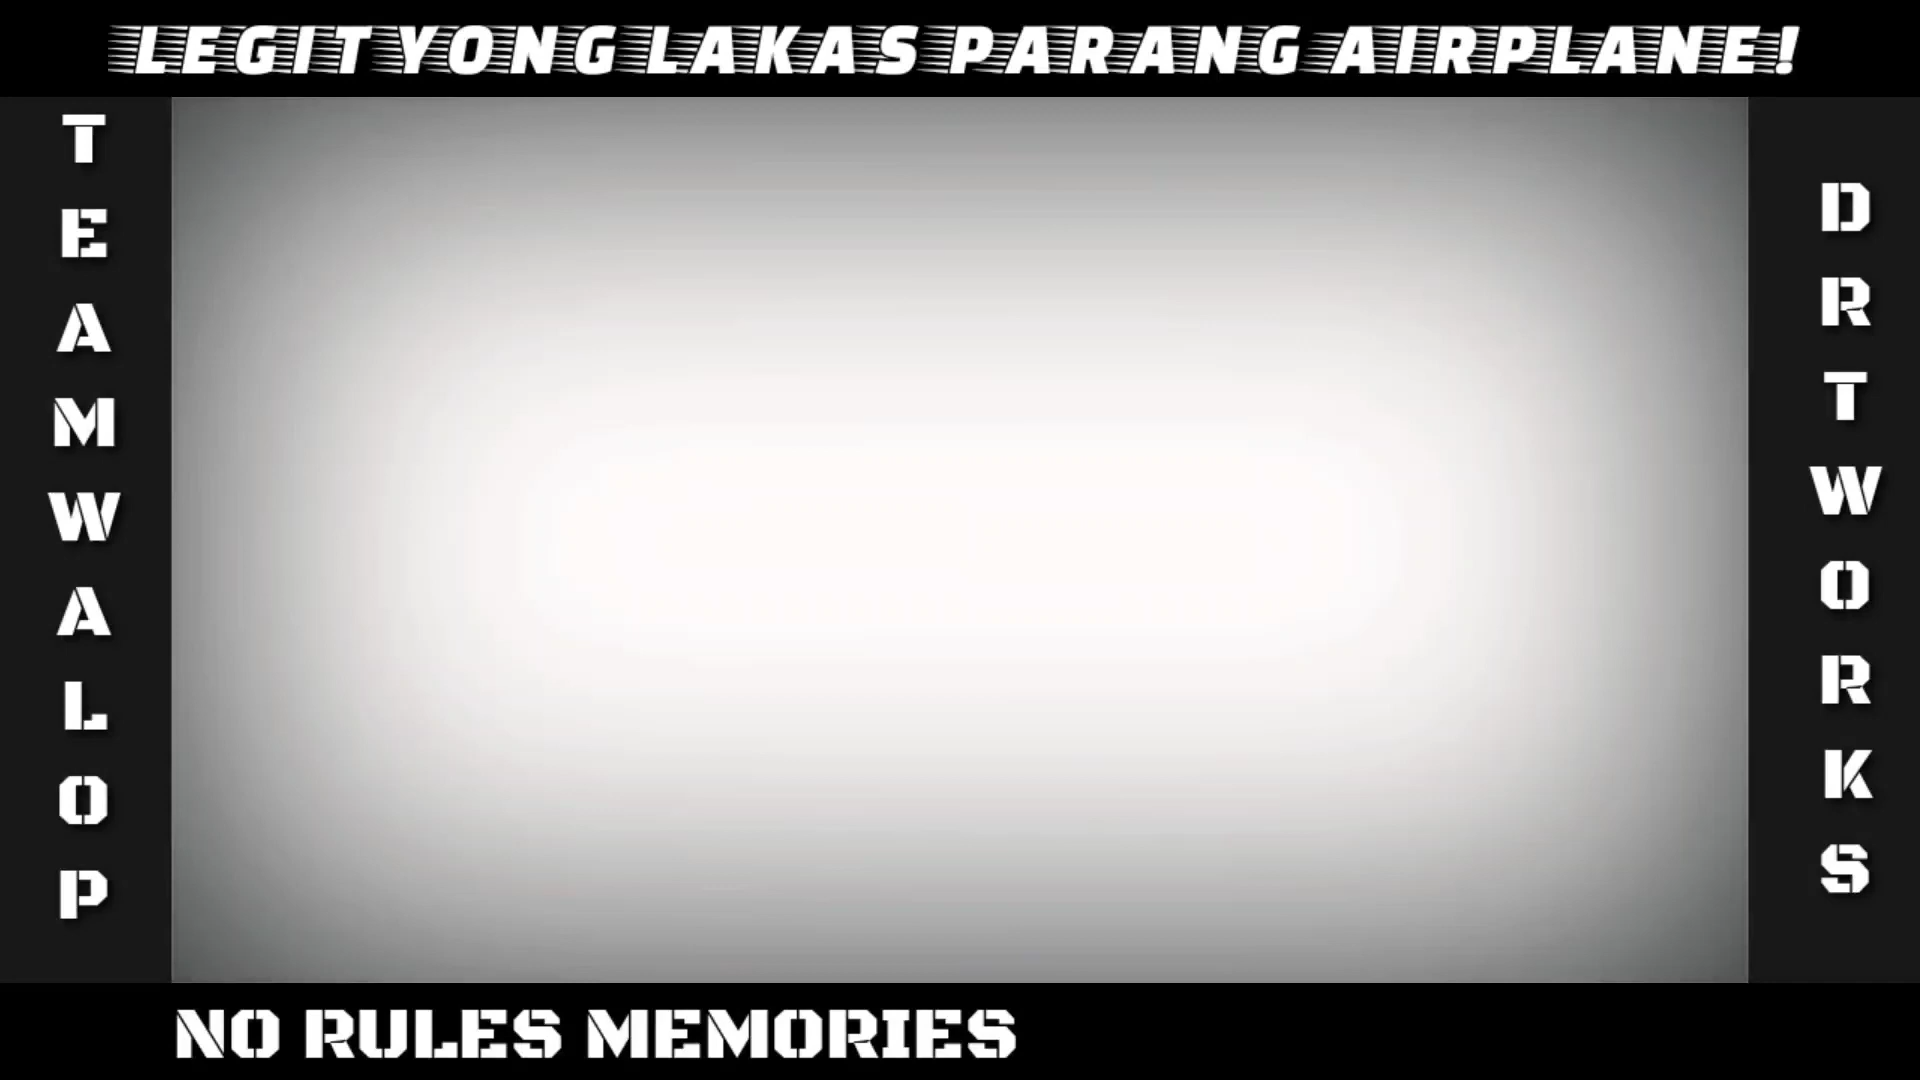 LEGIT YONG LAKAS PARANG AIRPLANE!
TEAMWALOP
DRTWORKS
NO RULES MEMORIES